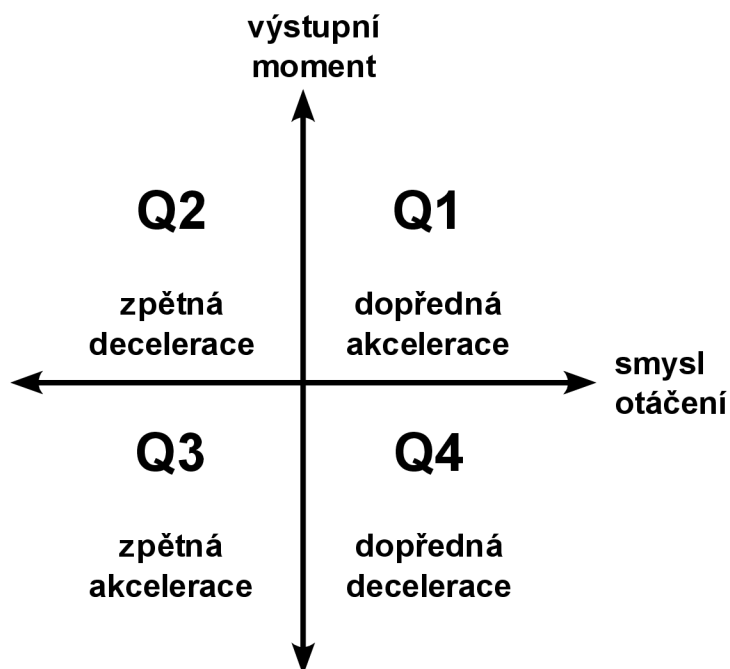 výstupní
moment
Q2
Q1
zpětná
decelerace
dopředná
akcelerace
smysl
otáčení
Q3
Q4
zpětná
akcelerace
dopředná
decelerace